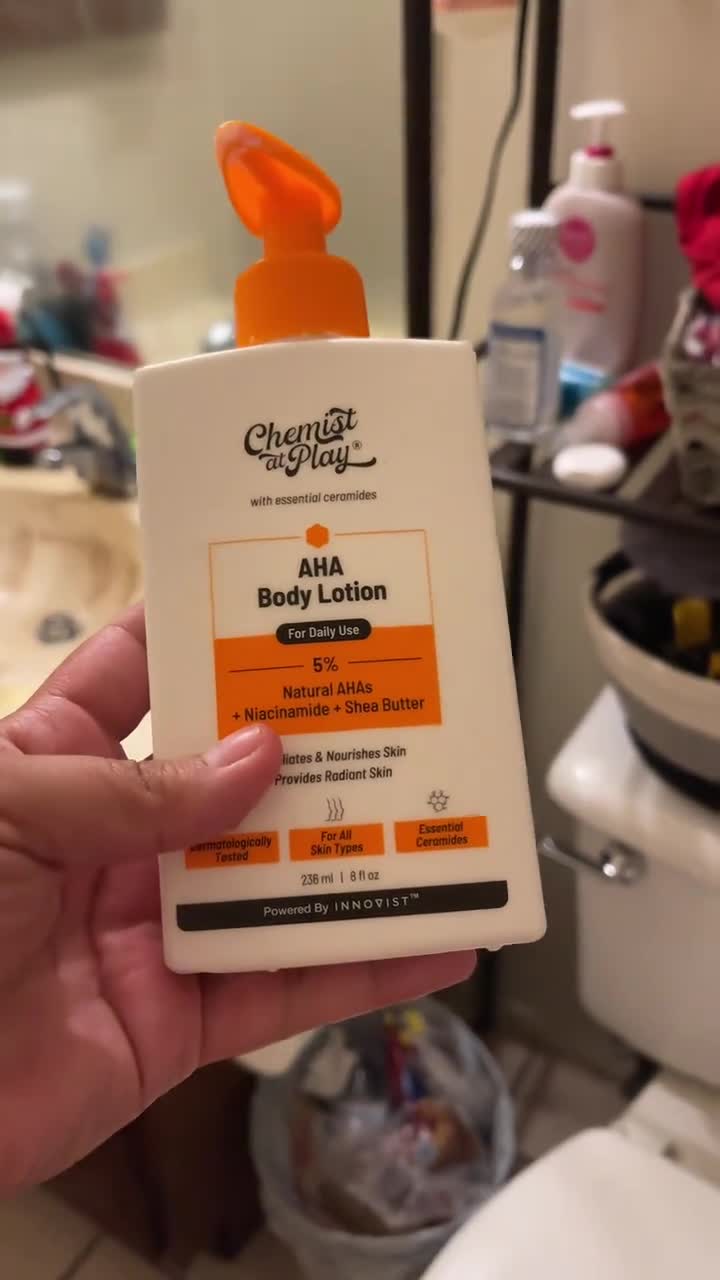 Chemist
at Play®
with essential ceramides
AHA
Body Lotion
For Daily Use
5%
Natural AHAs
+ Niacinamide + Shea Butter
liates & Nourishes Skin
Provides Radiant Skin
Dermatologically
Tested
For All
Skin Types
Essential
Ceramides
236 ml | 8 fl oz
Powered By INNOVIST™